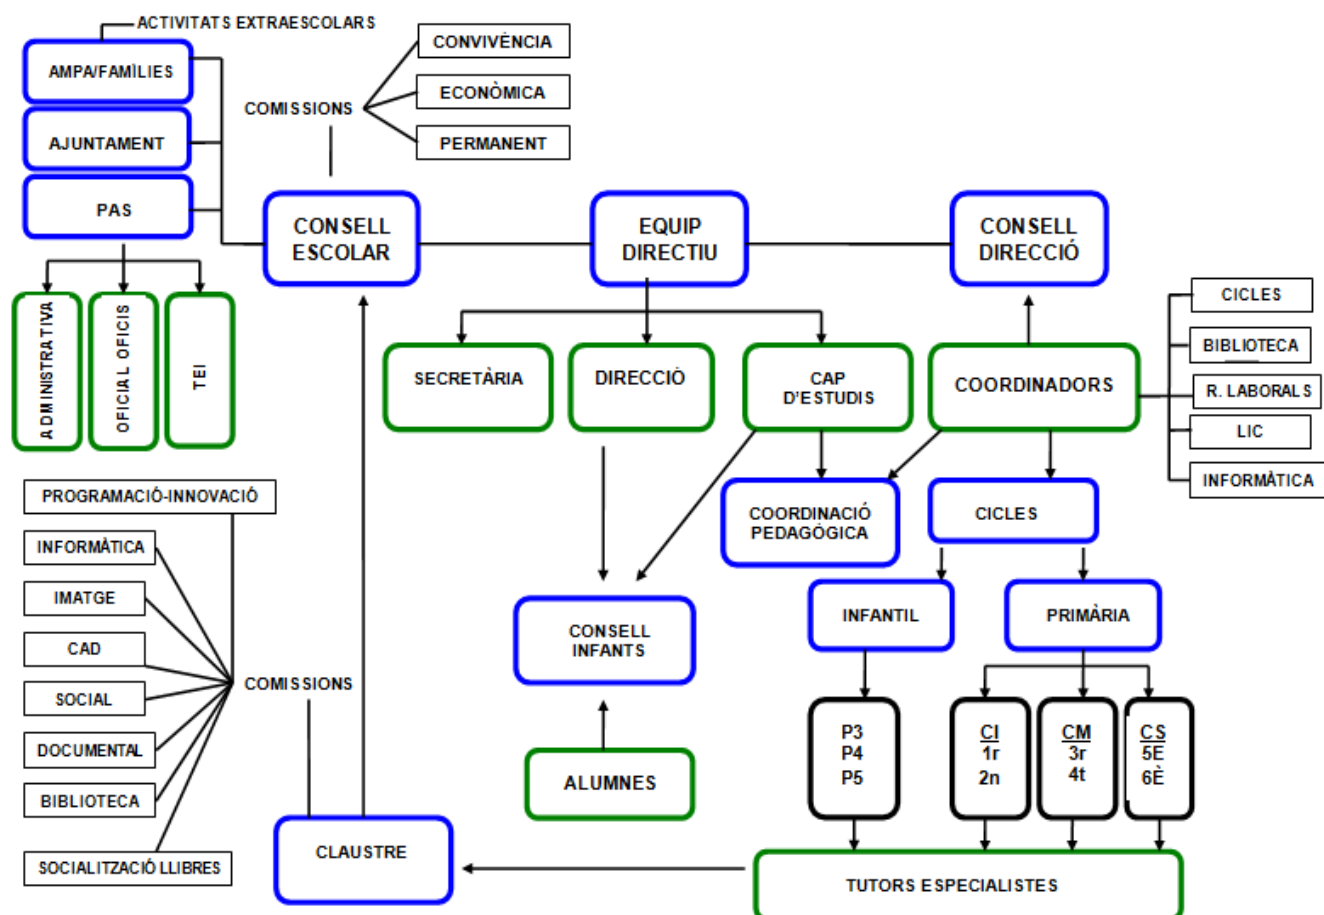 ACTIVITATS EXTRAESCOLARS
AMPA/FAMÌLIES
AJUNTAMENT
PAS
COMISSIONS
CONVIVÈNCIA
ECONÒMICA
PERMANENT
CONSELL
ESCOLAR
EQUIP
DIRECTIU
CONSELL
DIRECCIÓ
ADMINISTRATIVA
OFICIAL OFICIS
TEI
SECRETÀRIA
DIRECCIÓ
CAP
D'ESTUDIS
COORDINADORS
CICLES
BIBLIOTECA
R. LABORALS
LIC
INFORMÀTICA
PROGRAMACIÓ-INNOVACIÓ
INFORMÀTICA
IMATGE
CAD
SOCIAL
DOCUMENTAL
BIBLIOTECA
SOCIALITZACIÓ LLIBRES
COMISSIONS
COORDINACIÓ
PEDAGÒGICA
CICLES
CONSELL
INFANTS
INFANTIL
PRIMÀRIA
ALUMNES
P3
P4
P5
CI
1r
2n
CM
3r
4t
CS
5E
6È
CLAUSTRE
TUTORS ESPECIALISTES